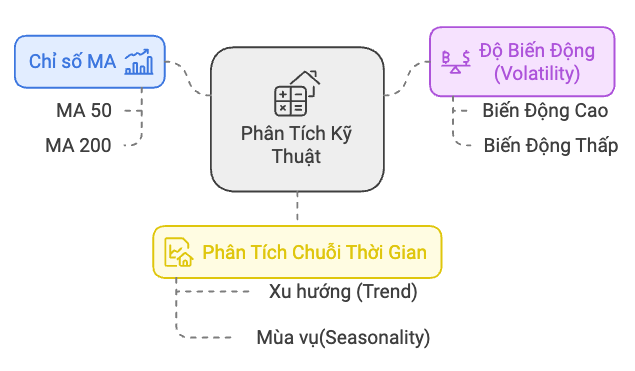 Chỉ số MA
MA 50
MA 200
Phân Tích Kỹ
Thuật
Độ Biến Động
(Volatility)
Biến Động Cao
Biến Động Thấp
Phân Tích Chuỗi Thời Gian
Xu hướng (Trend)
Mùa vụ(Seasonality)